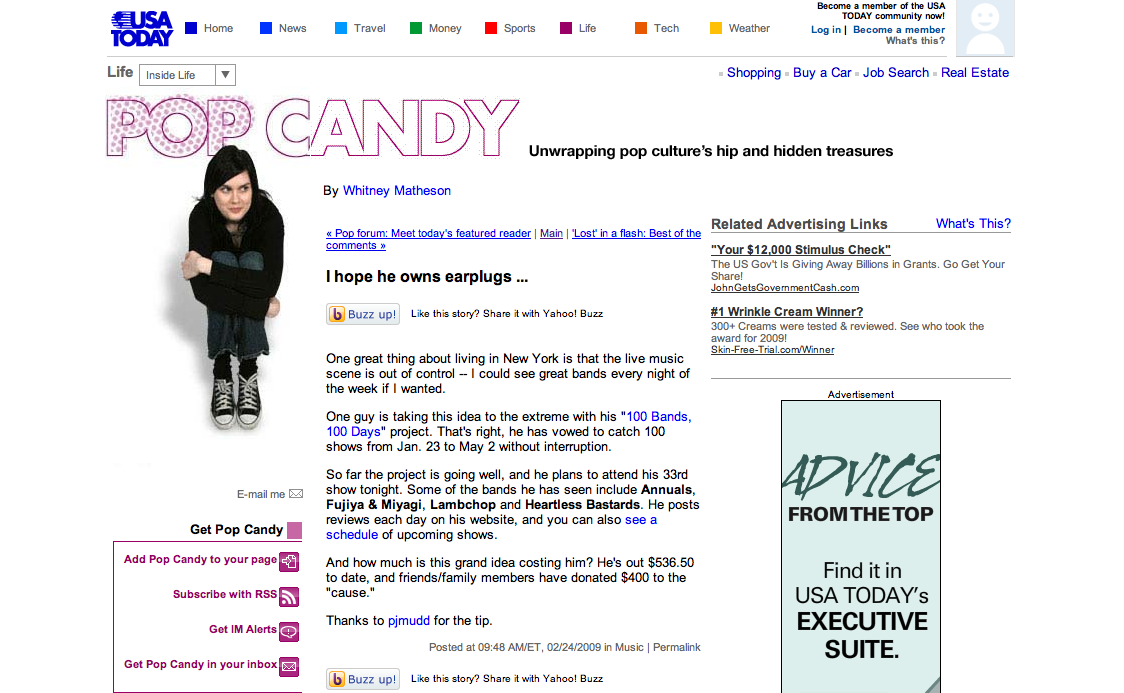 USA
TODAY
Home
News
Travel
Money
Sports
Life
Tech
Weather
Become a member of the USA
TODAY community now!
Log in | Become a member
What's this?
Life
Inside Life
Shopping
Buy a Car
Job Search
Real Estate
POP CANDY
Unwrapping pop culture's hip and hidden treasures
By Whitney Matheson
« Pop forum: Meet today's featured reader | Main | 'Lost' in a flash: Best of the
comments »
I hope he owns earplugs ...
b Buzz up!
Like this story? Share it with Yahoo! Buzz
One great thing about living in New York is that the live music
scene is out of control -- I could see great bands every night of
the week if I wanted.
One guy is taking this idea to the extreme with his "100 Bands,
100 Days" project. That's right, he has vowed to catch 100
shows from Jan. 23 to May 2 without interruption.
So far the project is going well, and he plans to attend his 33rd
show tonight. Some of the bands he has seen include Annuals,
Fujiya & Miyagi, Lambchop and Heartless Bastards. He posts
reviews each day on his website, and you can also see a
schedule of upcoming shows.
And how much is this grand idea costing him? He's out $536.50
to date, and friends/family members have donated $400 to the
"cause."
Thanks to pjmudd for the tip.
Posted at 09:48 AM/ET, 02/24/2009 in Music | Permalink
b Buzz up!
Like this story? Share it with Yahoo! Buzz
E-mail me
Get Pop Candy
Add Pop Candy to your page
Subscribe with RSS
Get IM Alerts
Get Pop Candy in your inbox
Related Advertising Links
What's This?
"Your $12,000 Stimulus Check"
The US Gov't Is Giving Away Billions in Grants. Go Get Your
Share!
JohnGetsGovernmentCash.com
#1 Wrinkle Cream Winner?
300+ Creams were tested & reviewed. See who took the
award for 2009!
Skin-Free-Trial.com/Winner
Advertisement
ADVICE
FROM THE TOP
Find it in
USA TODAY's
EXECUTIVE
SUITE.